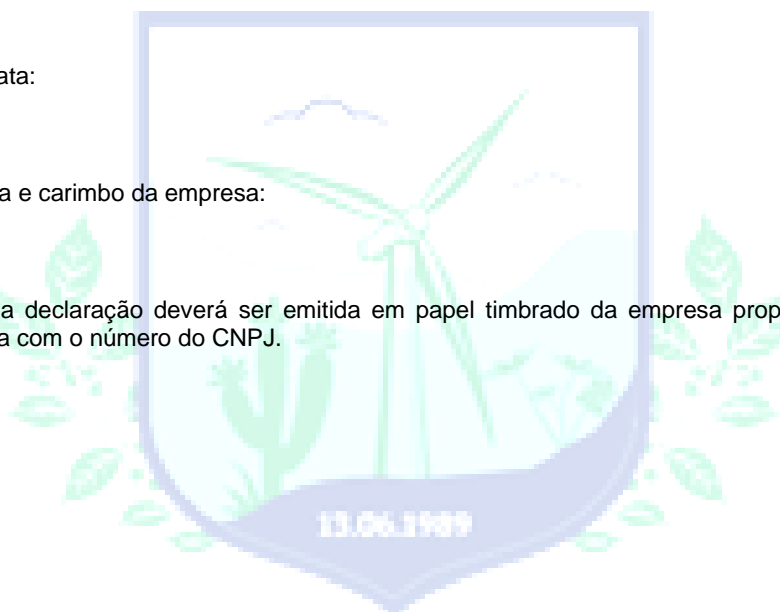 ata:
a e carimbo da empresa:
a declaração deverá ser emitida em papel timbrado da empresa prop
a com o número do CNPJ.
13.06.1989